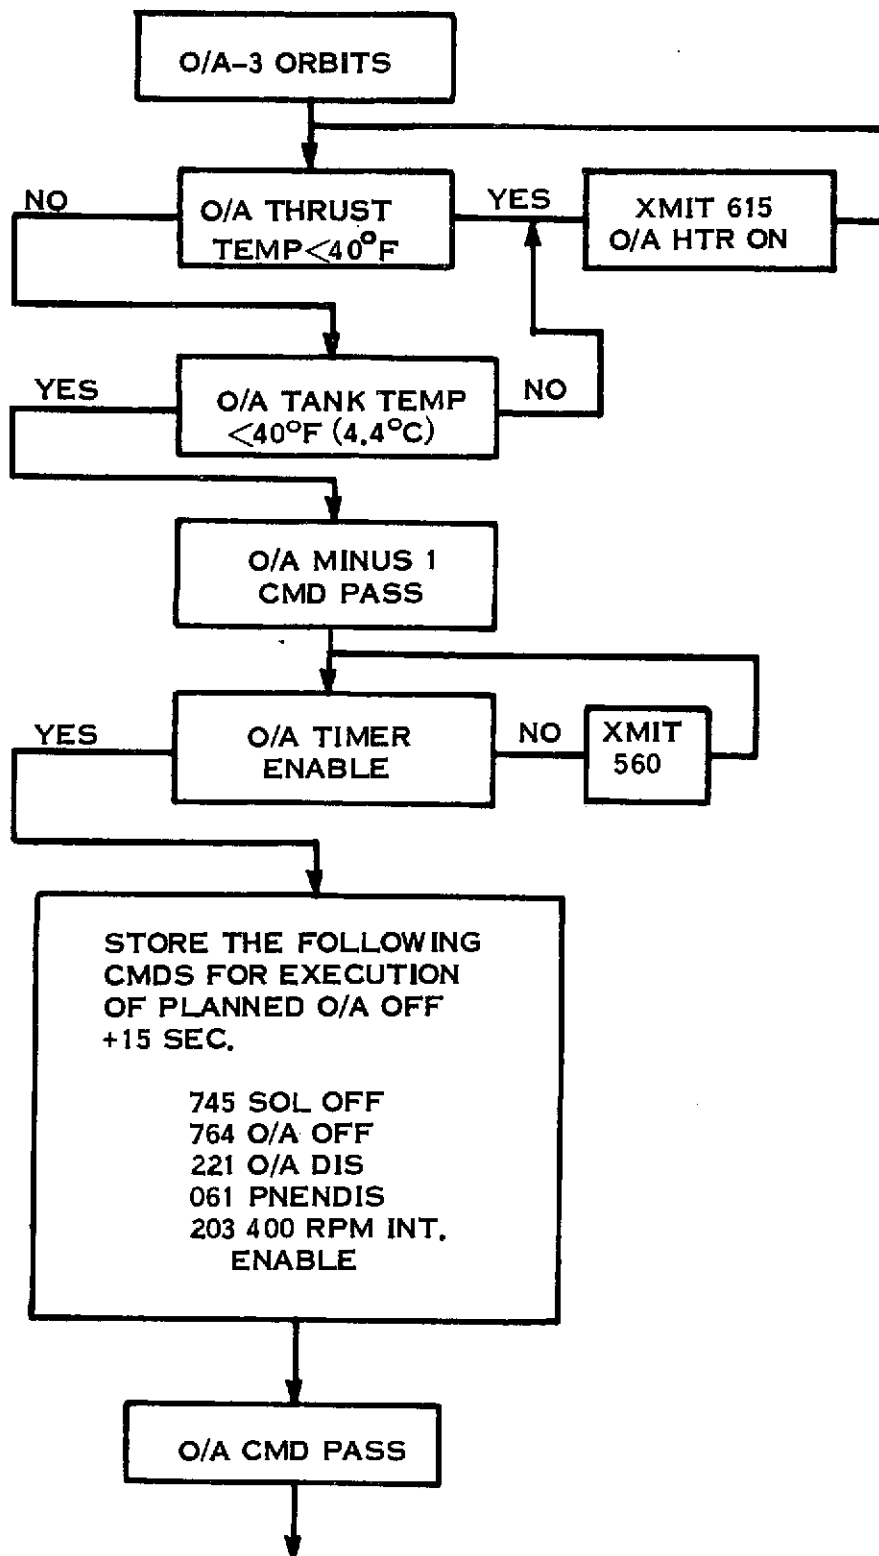 O/A-3 ORBITS
NO
O/A THRUST
TEMP<40°F
YES
XMIT 615
O/A HTR ON
YES
O/A TANK TEMP
<40°F (4.4°C)
NO
O/A MINUS 1
CMD PASS
YES
O/A TIMER
ENABLE
NO
XMIT
560
STORE THE FOLLOWING
CMDS FOR EXECUTION
OF PLANNED O/A OFF
+15 SEC.
745 SOL OFF
764 O/A OFF
221 O/A DIS
061 PNENDIS
203 400 RPM INT.
ENABLE
O/A CMD PASS